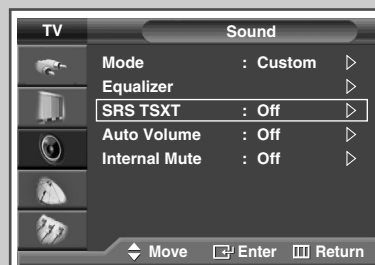 TV Sound
Mode : Custom
Equalizer
SRS TSXT : Off
Auto Volume : Off
Internal Mute : Off
Move Enter Return